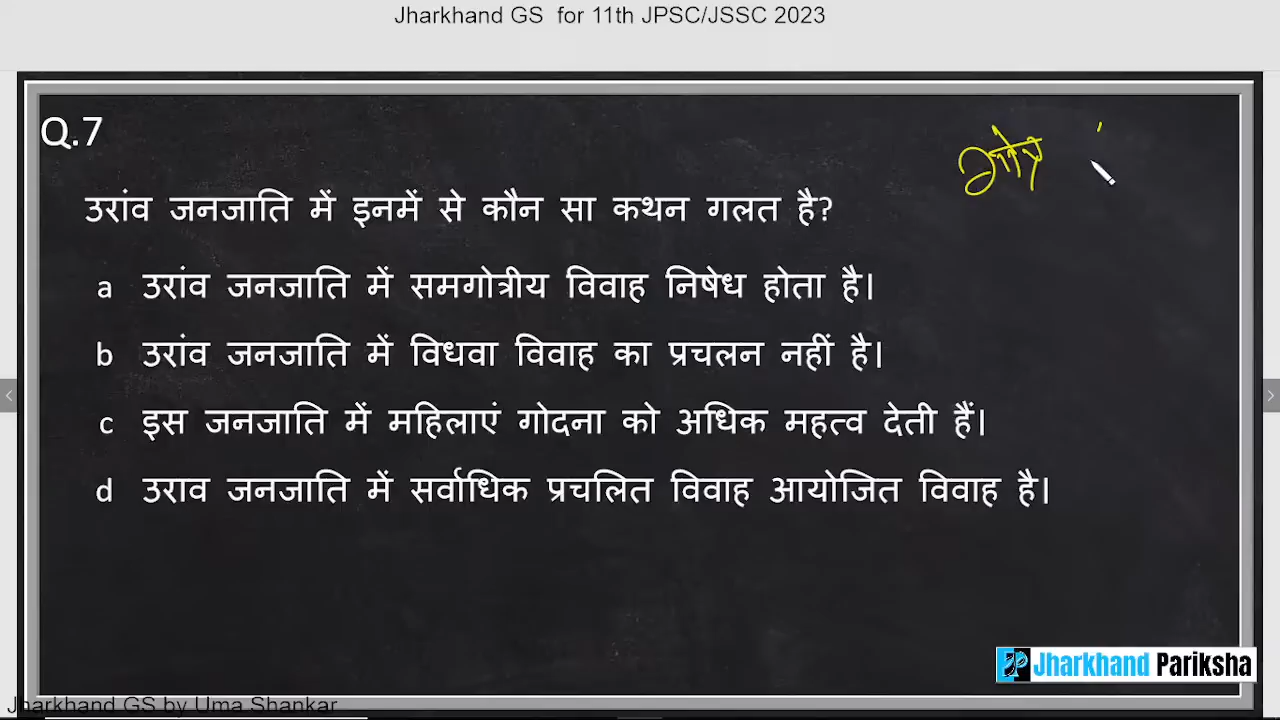 Jharkhand GS for 11th JPSC/JSSC 2023
Q.7
उरांव जनजाति में इनमें से कौन सा कथन गलत है?
a उरांव जनजाति में समगोत्रीय विवाह निषेध होता है।
b उरांव जनजाति में विधवा विवाह का प्रचलन नहीं है।
c इस जनजाति में महिलाएं गोदना को अधिक महत्व देती हैं।
d उराव जनजाति में सर्वाधिक प्रचलित विवाह आयोजित विवाह है।
Jharkhand Pariksha
Jharkhand GS by Uma Shankar